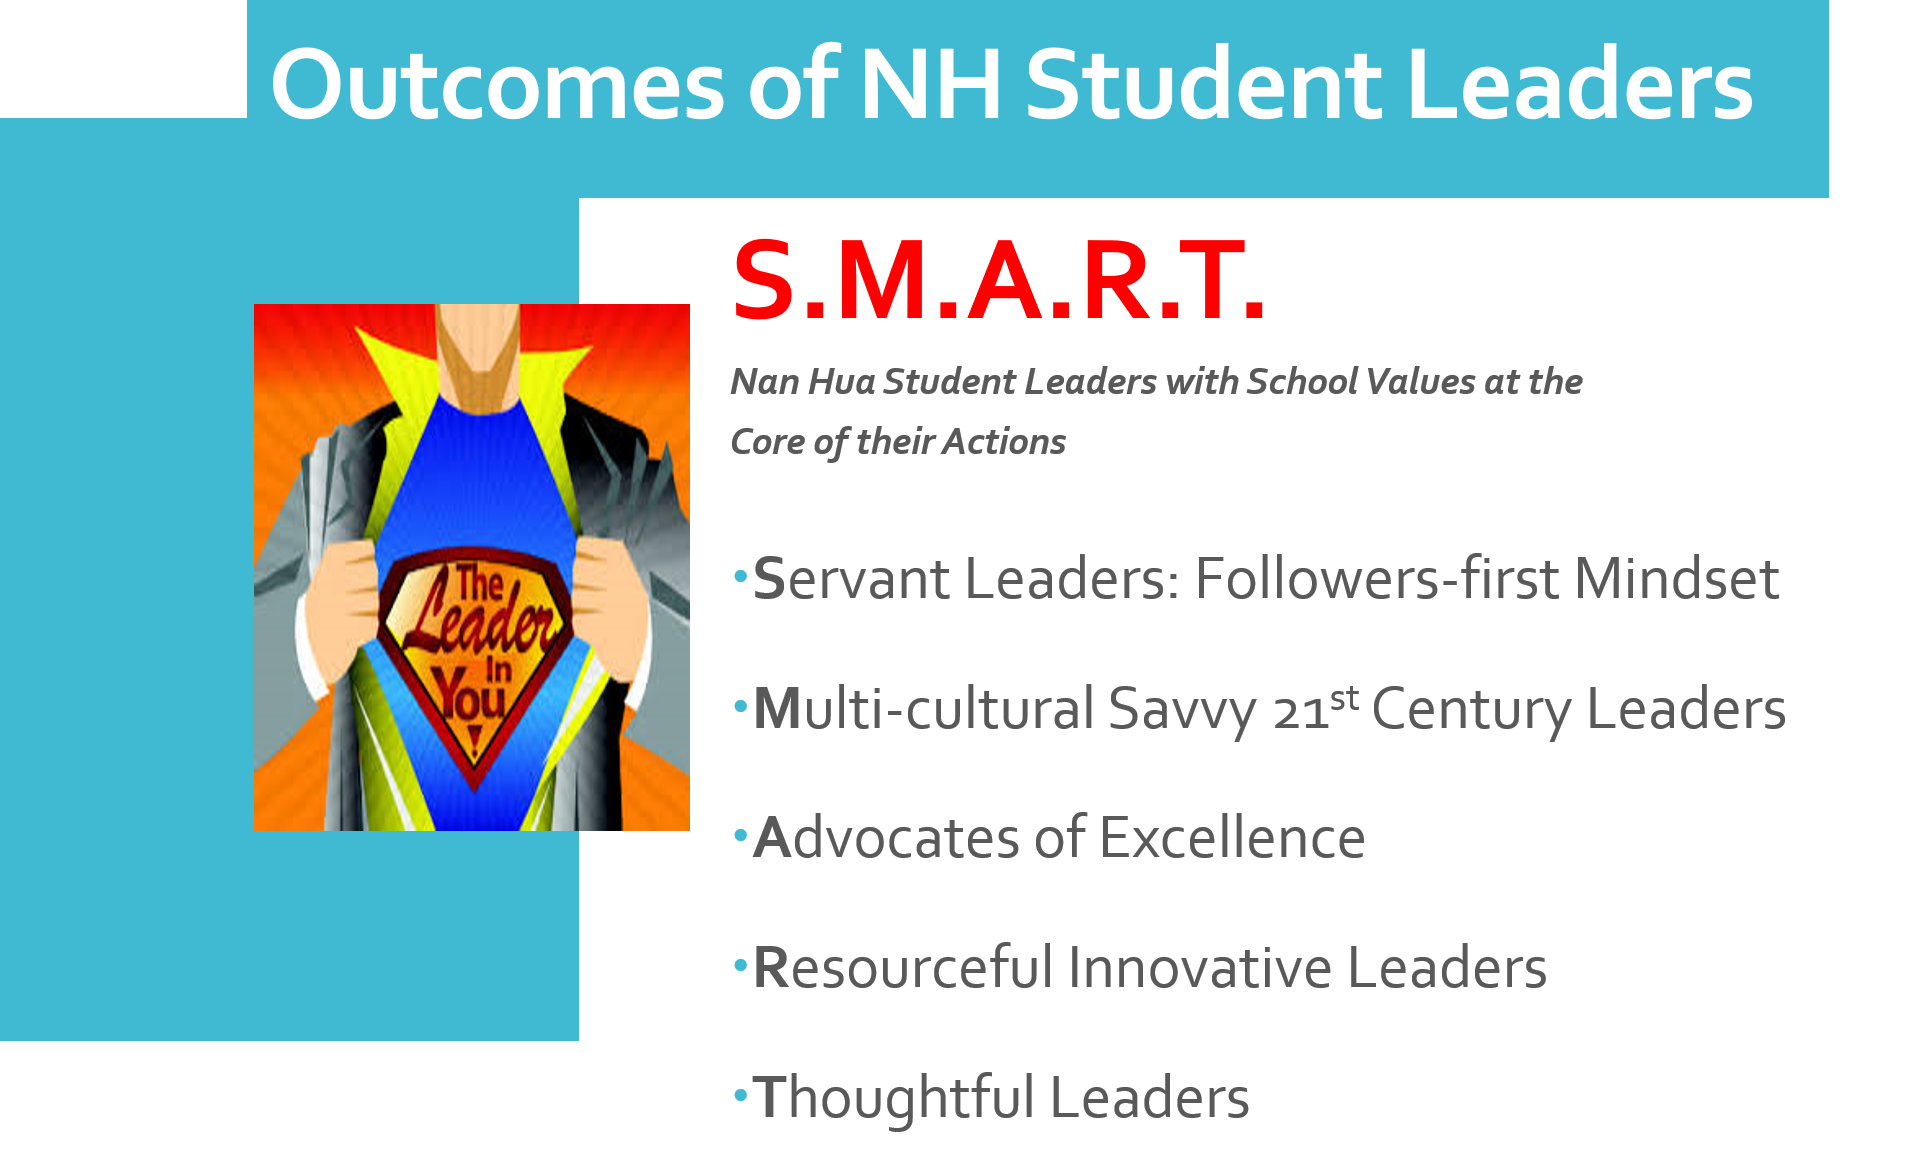 Outcomes of NH Student Leaders
S.M.A.R.T.
Nan Hua Student Leaders with School Values at the
Core of their Actions
The
Leader
In
You
!
•Servant Leaders: Followers-first Mindset
•Multi-cultural Savvy 21st Century Leaders
•Advocates of Excellence
•Resourceful Innovative Leaders
•Thoughtful Leaders